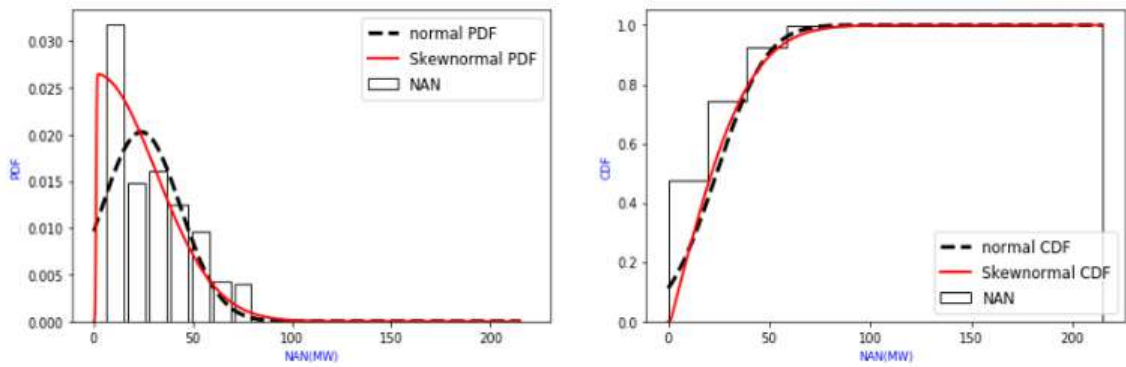 normal PDF
Skewnormal PDF
NAN
0.030
0.025
0.020
0.015
0.010
0.005
0.000
PDF
0 50 100 150 200
NAN(MW)
1.0
0.8
0.6
0.4
0.2
0.0
CDF
normal CDF
Skewnormal CDF
NAN
0 50 100 150 200
NAN(MW)